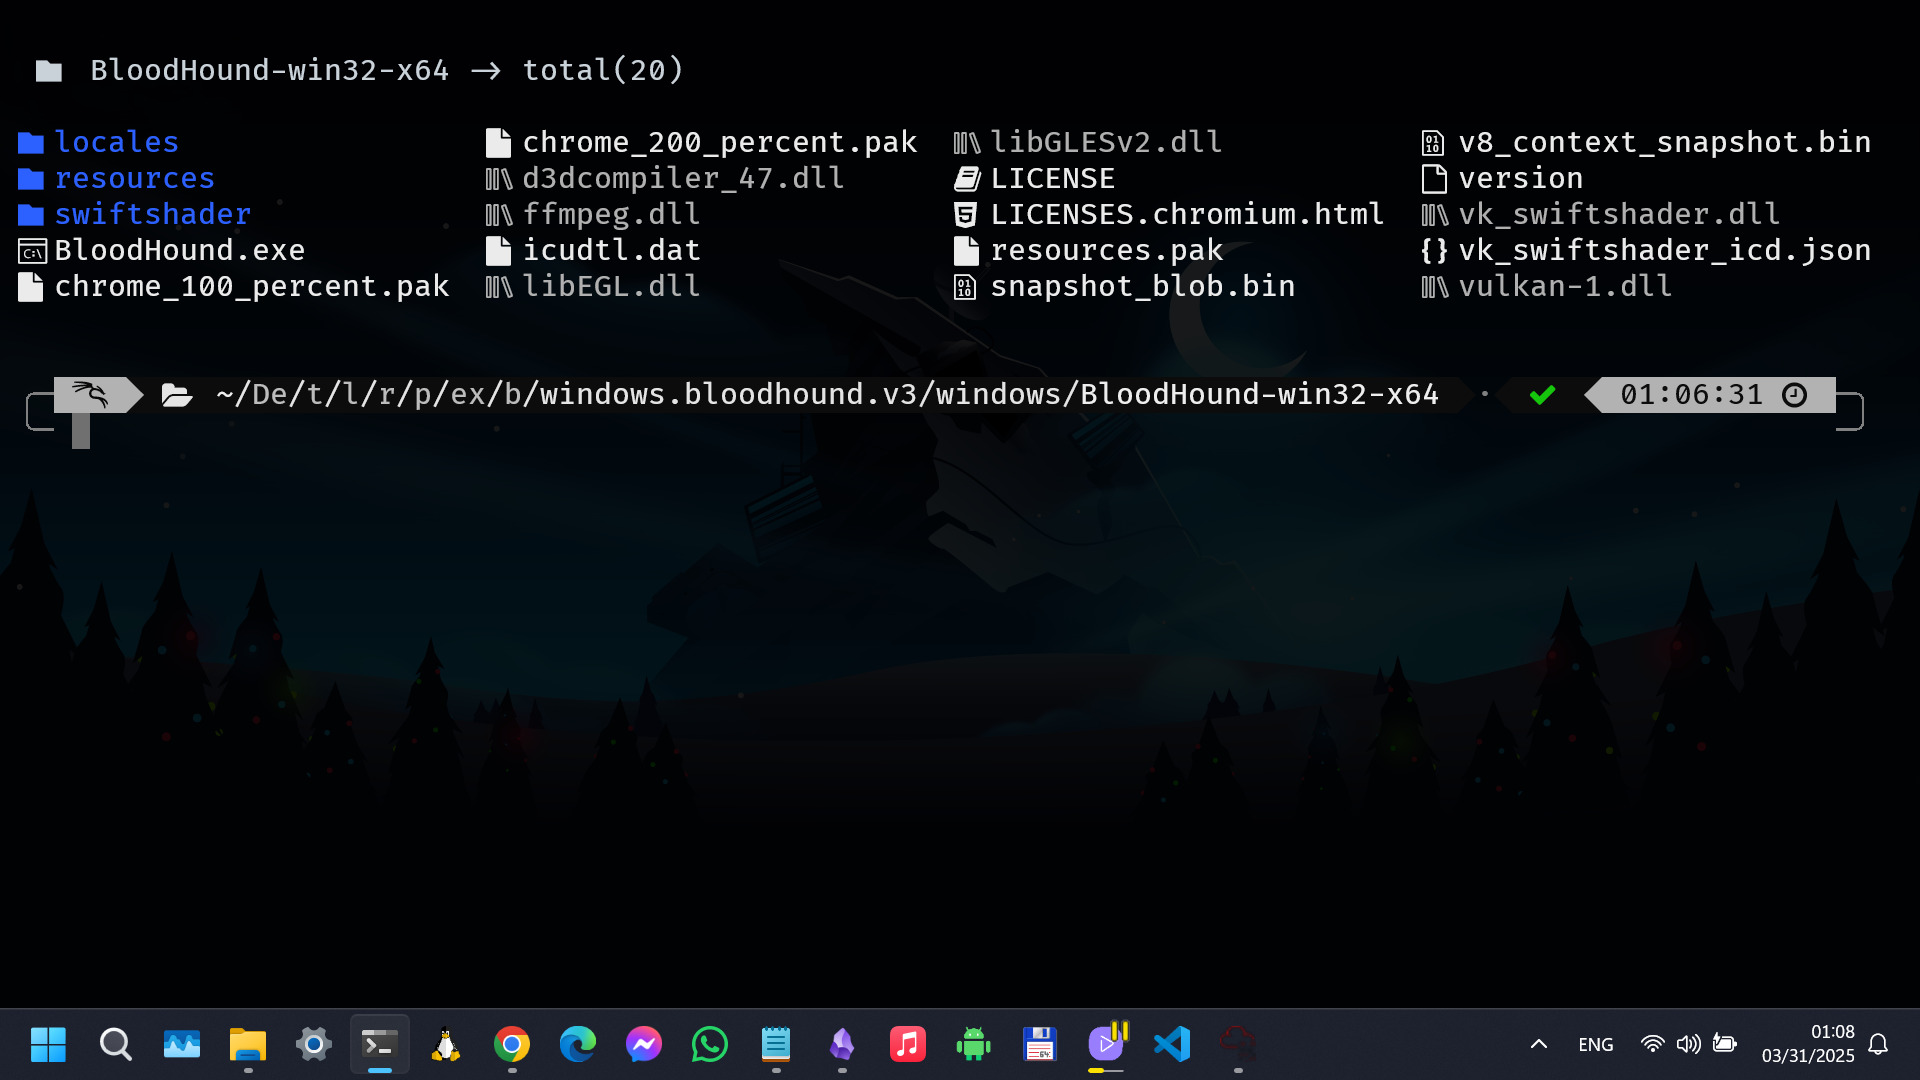 BloodHound-win32-x64 → total(20)
locales chrome_200_percent.pak libGLESv2.dll v8_context_snapshot.bin
resources d3dcompiler_47.dll LICENSE version
swiftshader ffmpeg.dll LICENSES.chromium.html vk_swiftshader.dll
BloodHound.exe icudtl.dat resources.pak vk_swiftshader_icd.json
chrome_100_percent.pak libEGL.dll snapshot_blob.bin vulkan-1.dll
~/De/t/l/r/p/ex/b/windows.bloodhound.v3/windows/BloodHound-win32-x64 01:06:31
ENG 01:08
03/31/2025